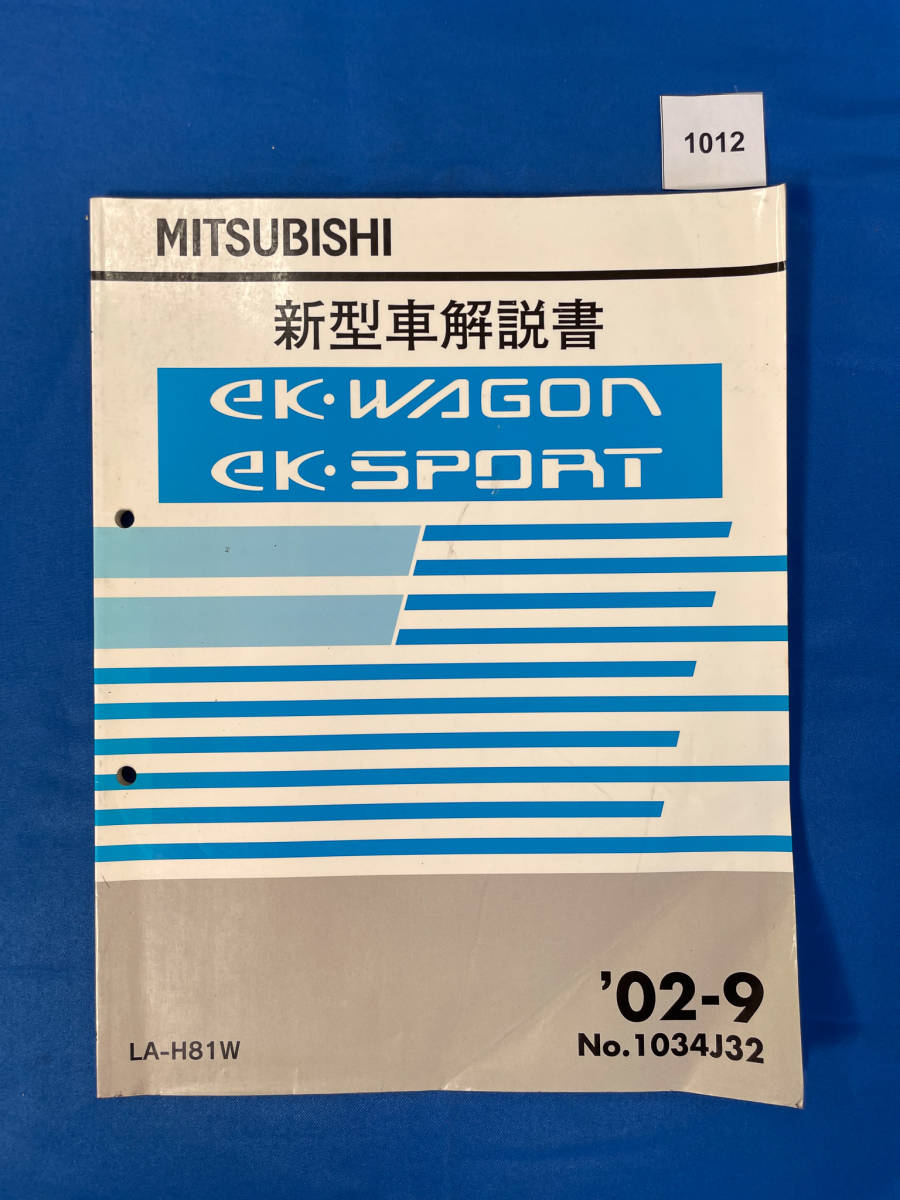 1012
MITSUBISHI
新型車解説書
eK·WAGON
eK·SPORT
'02-9
No.1034J32
LA-H81W